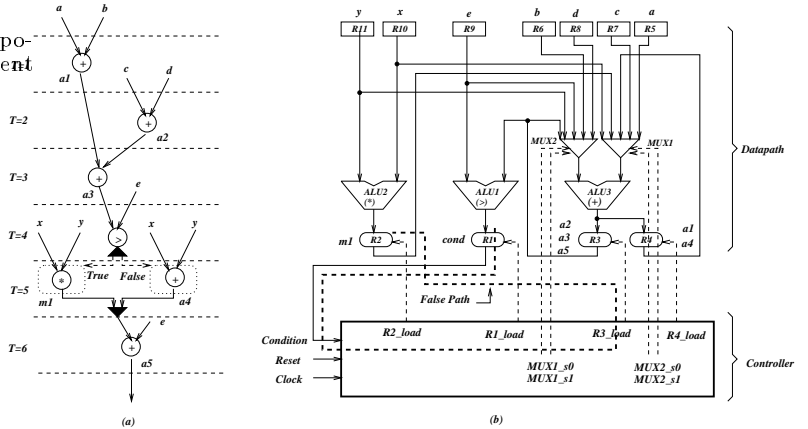 a b
po-
ent
+
a1
c d
T=2
+
a2
T=3
+
a3
e
T=4
x y
>
x y
True False
T=5
*
+
m1
a4
e
T=6
+
a5
(a)
y x e b d c a
R11 R10 R9 R6 R8 R7 R5
MUX2 MUX1
Datapath
ALU2 (*)
ALU1 (>)
ALU3 (+)
m1 R2
cond R1
a2
a3
a5
R3 R4
a1
a4
False Path
Condition
Reset
Clock
R2_load R1_load R3_load R4_load
MUX1_s0 MUX2_s0
MUX1_s1 MUX2_s1
Controller
(b)